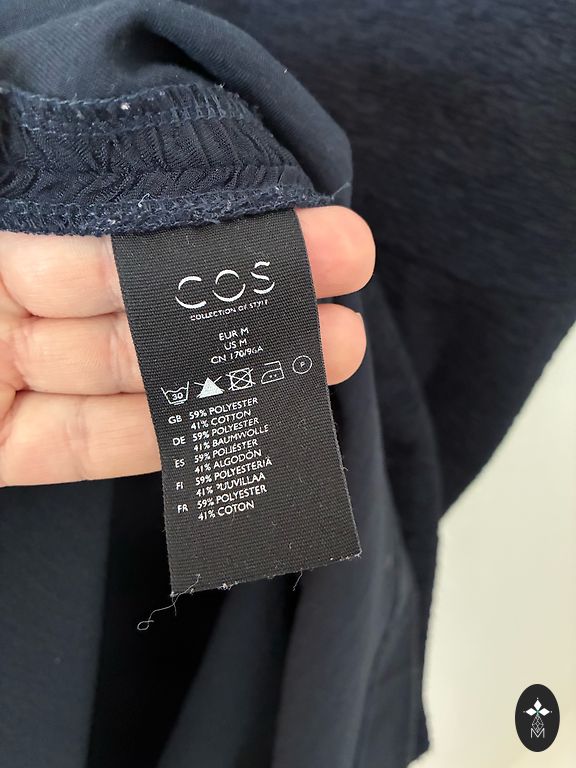 COS
COLLECTION OF STYLE
EUR M
US M
CN 170/96A
30
P
GB 59% POLYESTER
41% COTTON
DE 59% POLYESTER
41% BAUMWOLLE
ES 59% POLIÉSTER
41% ALGODÓN
FI 59% POLYESTERIÄ
41% PUUVILLAA
FR 59% POLYESTER
41% COTON
M